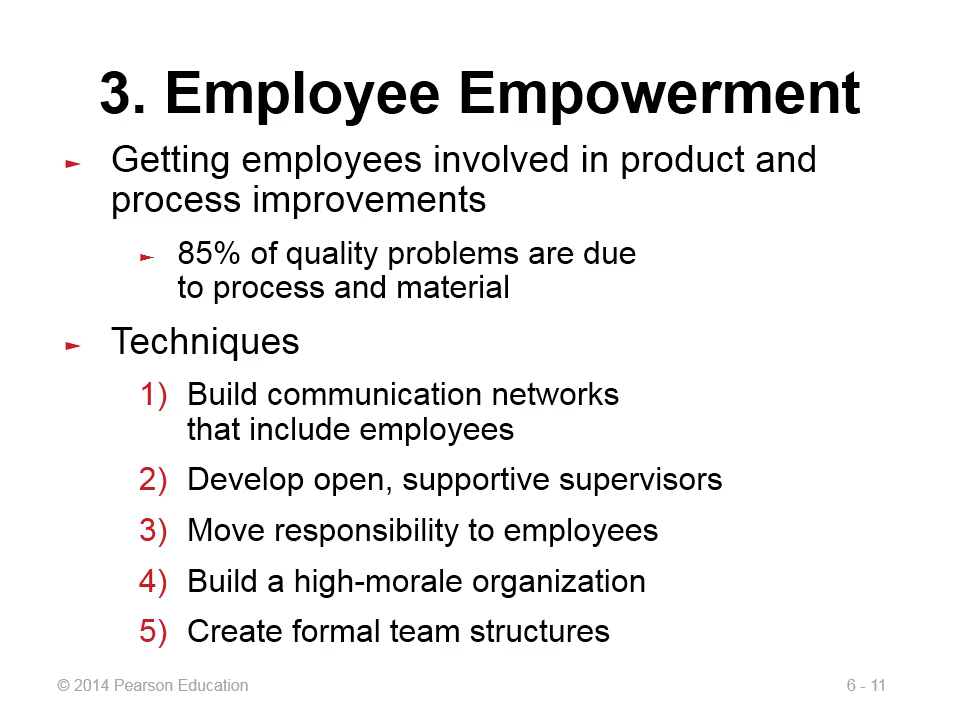 3. Employee Empowerment
► Getting employees involved in product and
process improvements
► 85% of quality problems are due
to process and material
► Techniques
1) Build communication networks
that include employees
2) Develop open, supportive supervisors
3) Move responsibility to employees
4) Build a high-morale organization
5) Create formal team structures
© 2014 Pearson Education
6 - 11